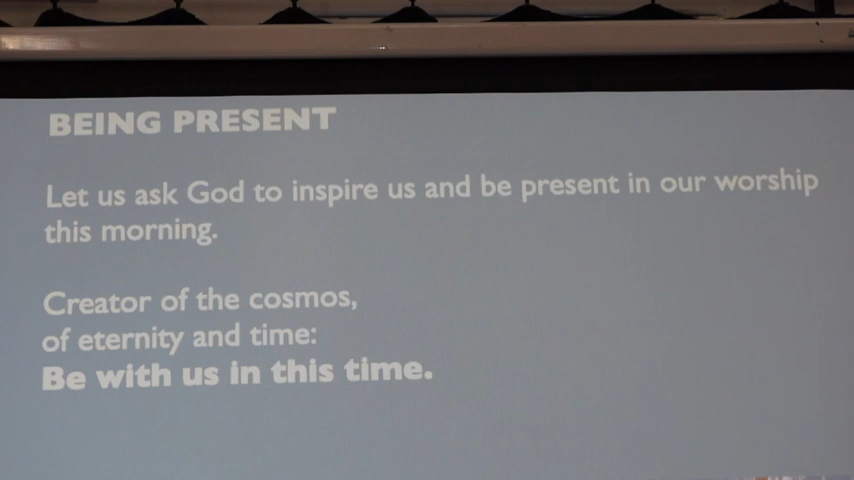 BEING PRESENT
Let us ask God to inspire us and be present in our worship
this morning.
Creator of the cosmos,
of eternity and time:
Be with us in this time.